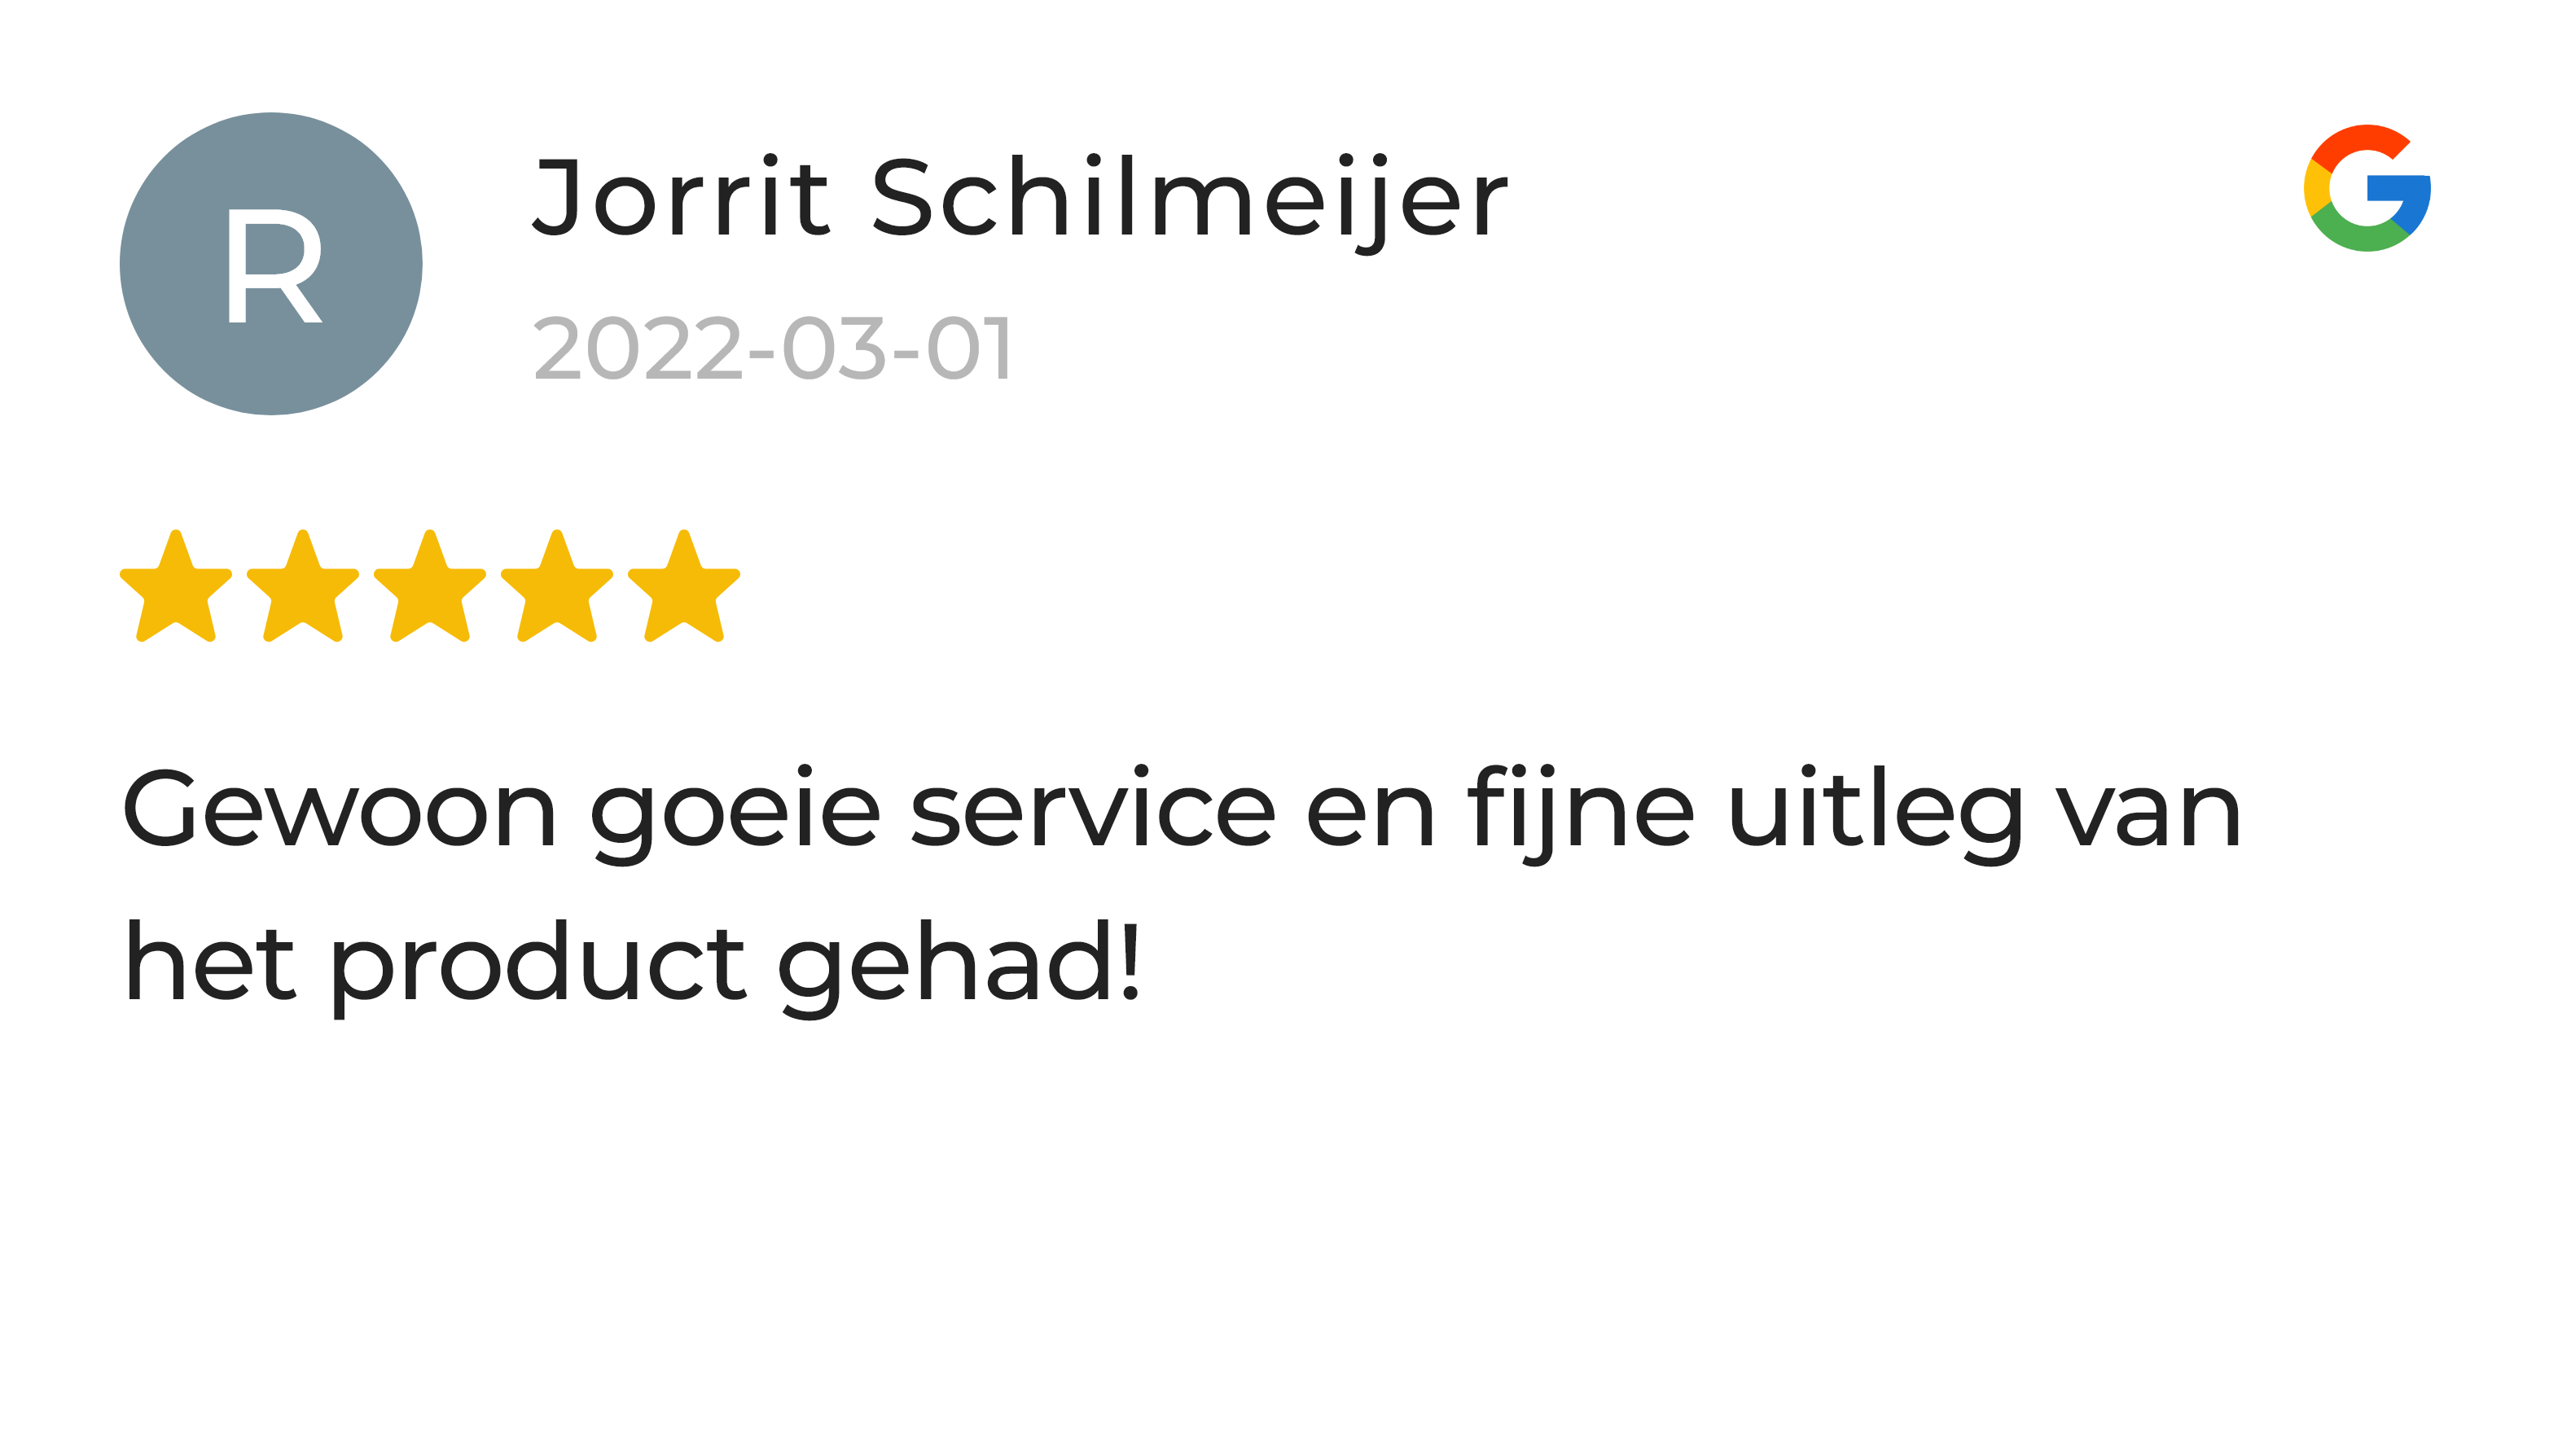 R
Jorrit Schilmeijer
2022-03-01
Gewoon goeie service en fijne uitleg van
het product gehad!